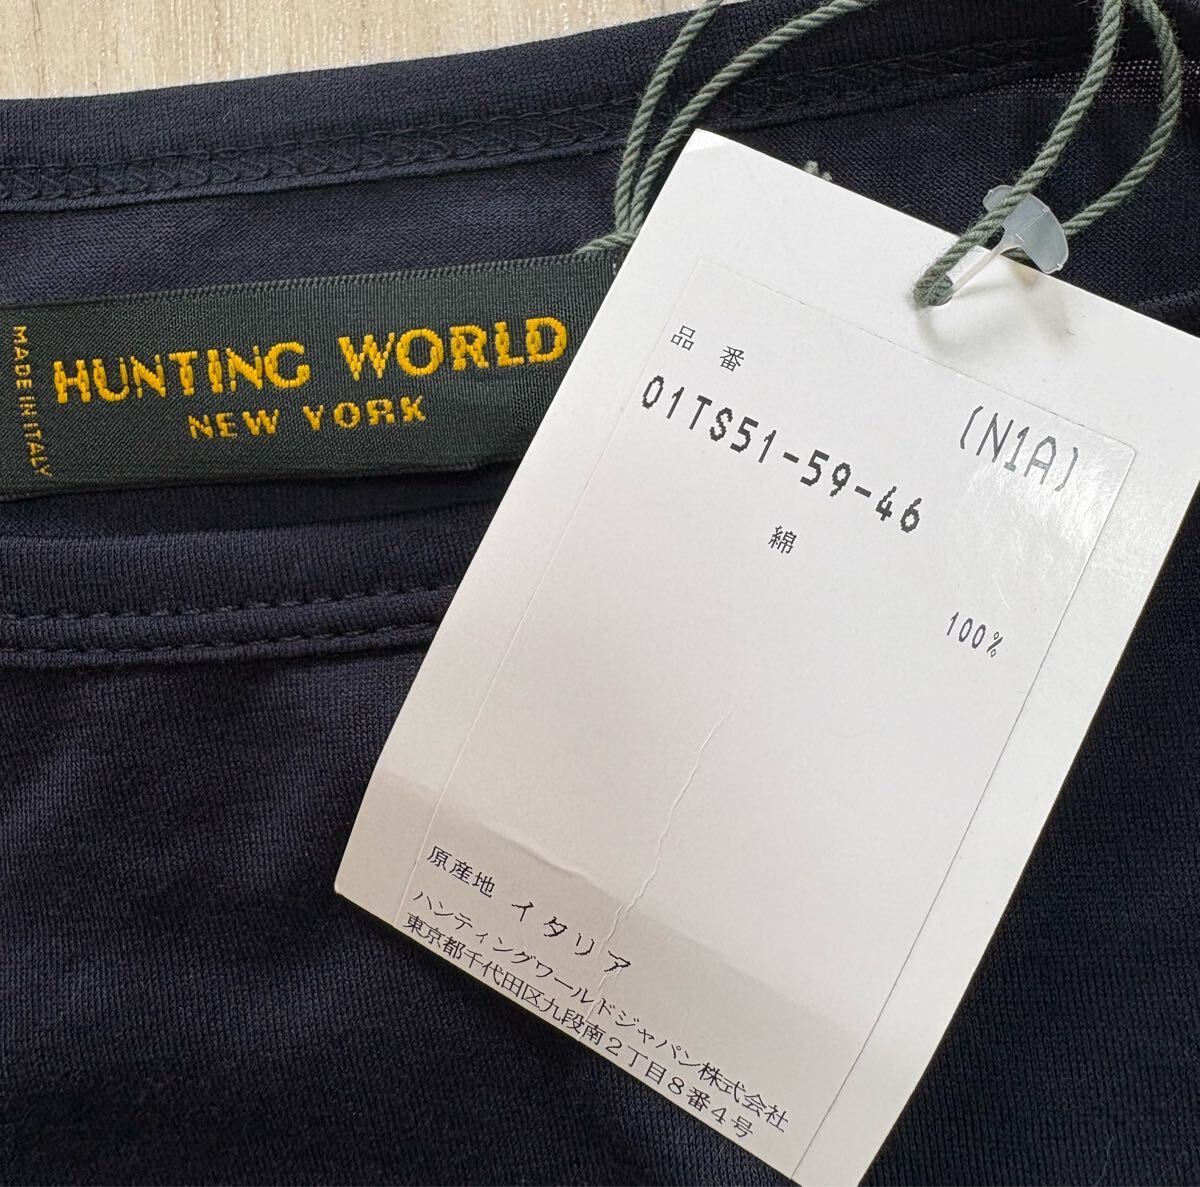 MADE IN ITALY
HUNTING WORLD
NEW YORK
品番
(N1A)
01TS51-59-46
綿
100%
原産地 イタリア
ハンティングワールドジャパン株式会社
東京都千代田区九段南2丁目8番4号